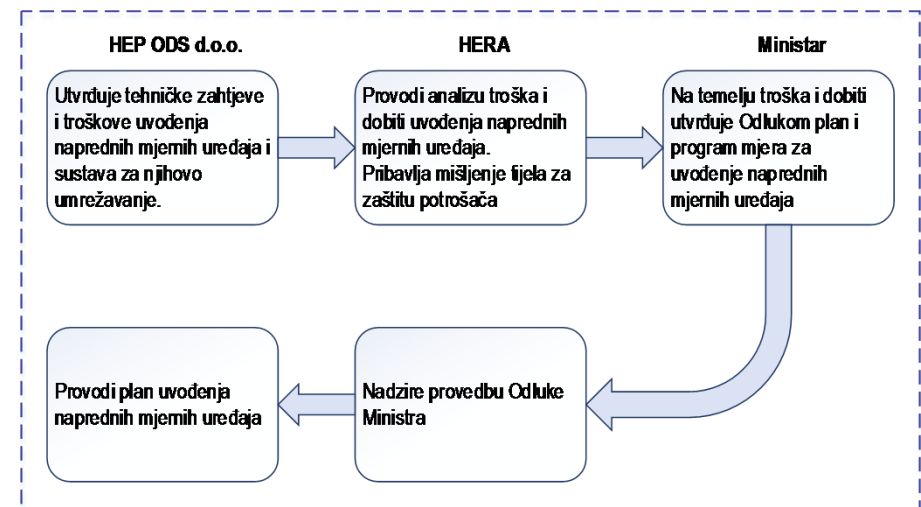 HEP ODS d.o.o.
HERA
Ministar
Utvrđuje tehničke zahtjeve
i troškove uvođenja
naprednih mjernih uređaja i
sustava za njihovo
umrežavanje.
Provodi analizu troška i
dobiti uvođenja naprednih
mjernih uređaja.
Pribavlja mišljenje tijela za
zaštitu potrošača
Na temelju troška i dobiti
utvrđuje Odlukom plan i
program mjera za
uvođenje naprednih
mjernih uređaja
Provodi plan uvođenja
naprednih mjernih uređaja
Nadzire provedbu Odluke
Ministra